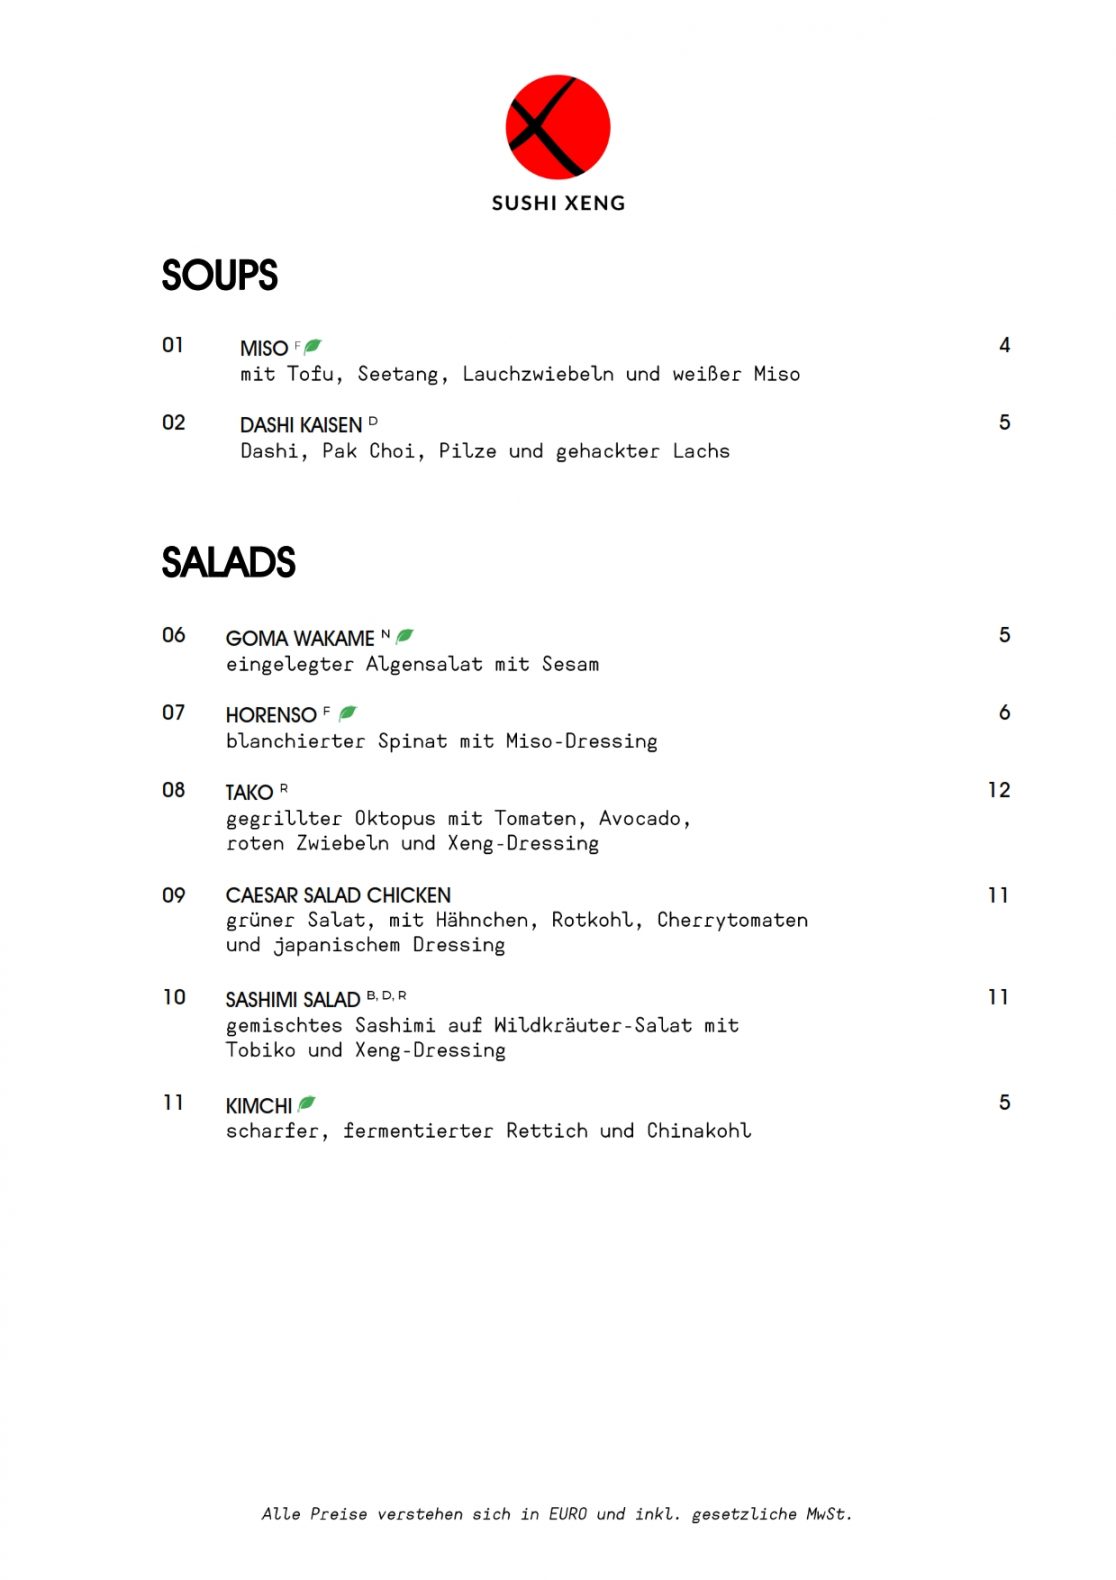 SUSHI XENG
SOUPS
01 MISO F 4
mit Tofu, Seetang, Lauchzwiebeln und weißer Miso
02 DASHI KAISEN D 5
Dashi, Pak Choi, Pilze und gehackter Lachs
SALADS
06 GOMA WAKAME N 5
eingelegter Algensalat mit Sesam
07 HORENSO F 6
blanchierter Spinat mit Miso-Dressing
08 TAKO R 12
gegrillter Oktopus mit Tomaten, Avocado,
roten Zwiebeln und Xeng-Dressing
09 CAESAR SALAD CHICKEN 11
grüner Salat, mit Hähnchen, Rotkohl, Cherrytomaten
und japanischem Dressing
10 SASHIMI SALAD B, D, R 11
gemischtes Sashimi auf Wildkräuter-Salat mit
Tobiko und Xeng-Dressing
11 KIMCHI 5
scharfer, fermentierter Rettich und Chinakohl
Alle Preise verstehen sich in EURO und inkl. gesetzliche MwSt.